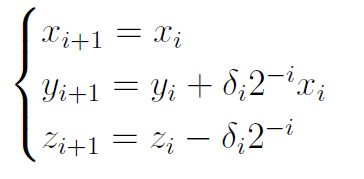 x_{i+1} = x_i
y_{i+1} = y_i + δ_i 2^{-i} x_i
z_{i+1} = z_i - δ_i 2^{-i}